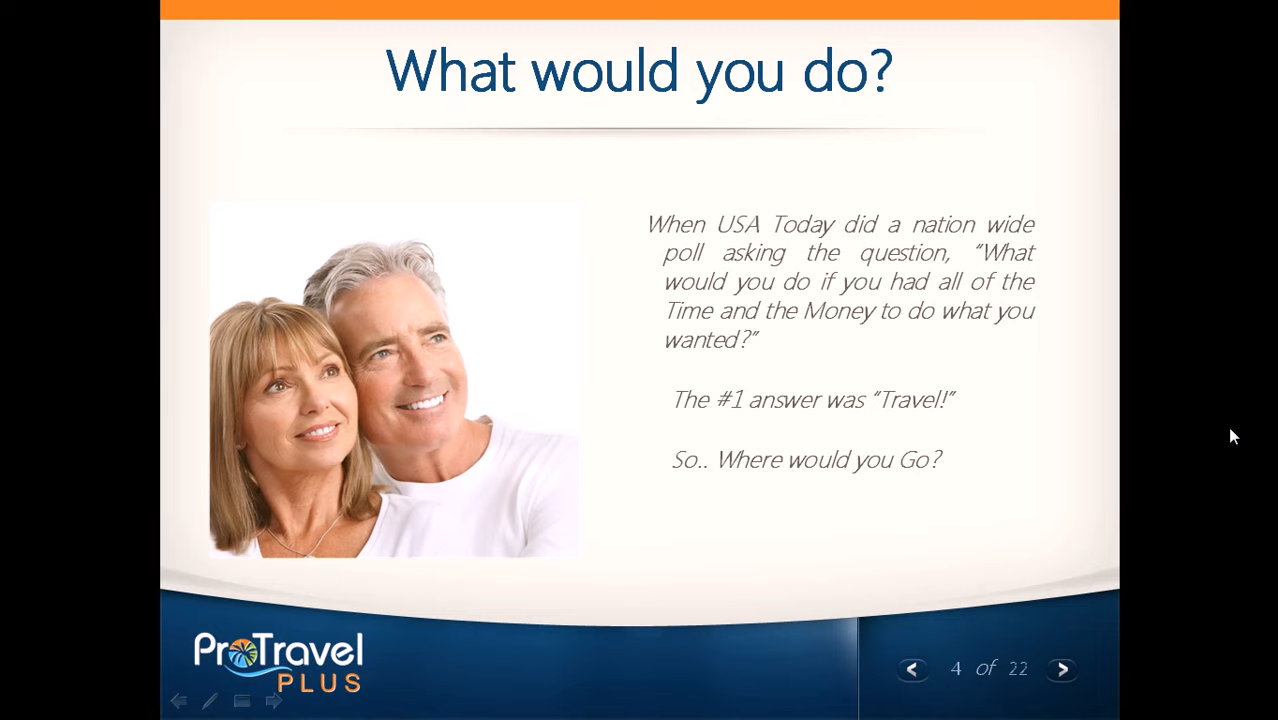 What would you do?
When USA Today did a nation wide
poll asking the question, “What
would you do if you had all of the
Time and the Money to do what you
wanted?”
The #1 answer was “Travel!”
So.. Where would you Go?
ProTravel
PLUS
4 of 22